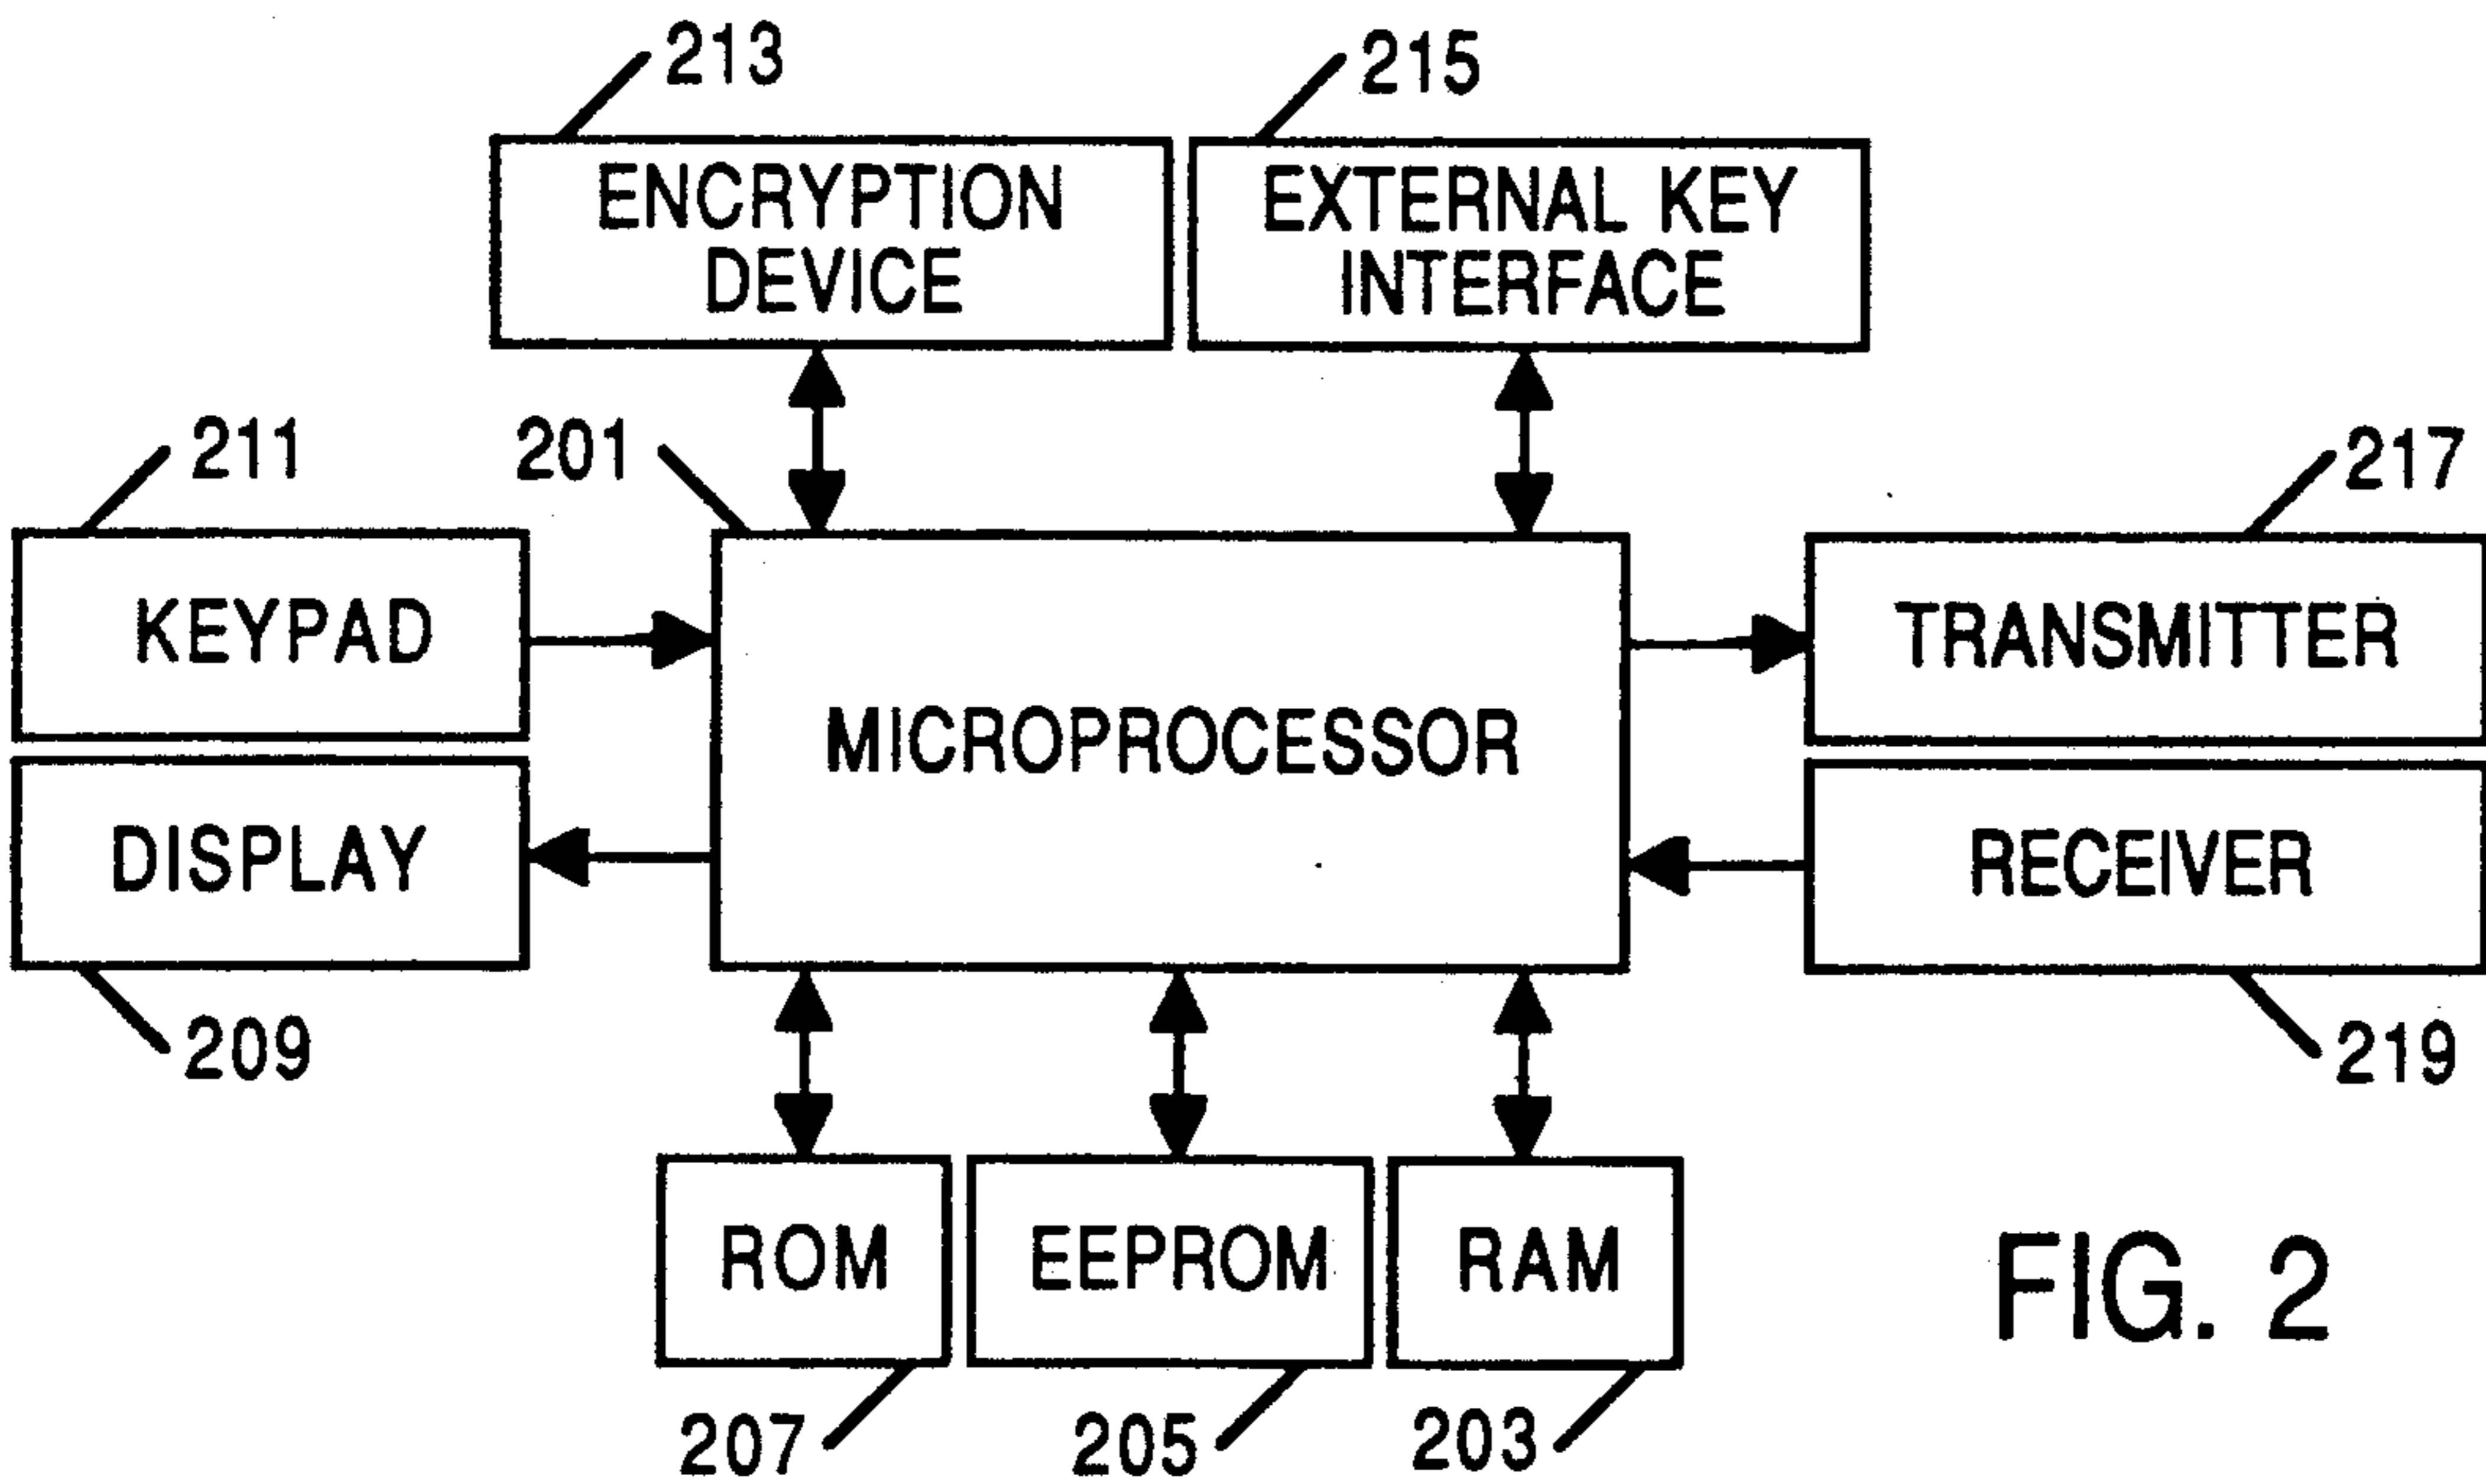 213
215
ENCRYPTION
DEVICE
EXTERNAL KEY
INTERFACE
211
201
217
KEYPAD
TRANSMITTER
MICROPROCESSOR
DISPLAY
RECEIVER
209
219
ROM
EEPROM
RAM
FIG. 2
207
205
203